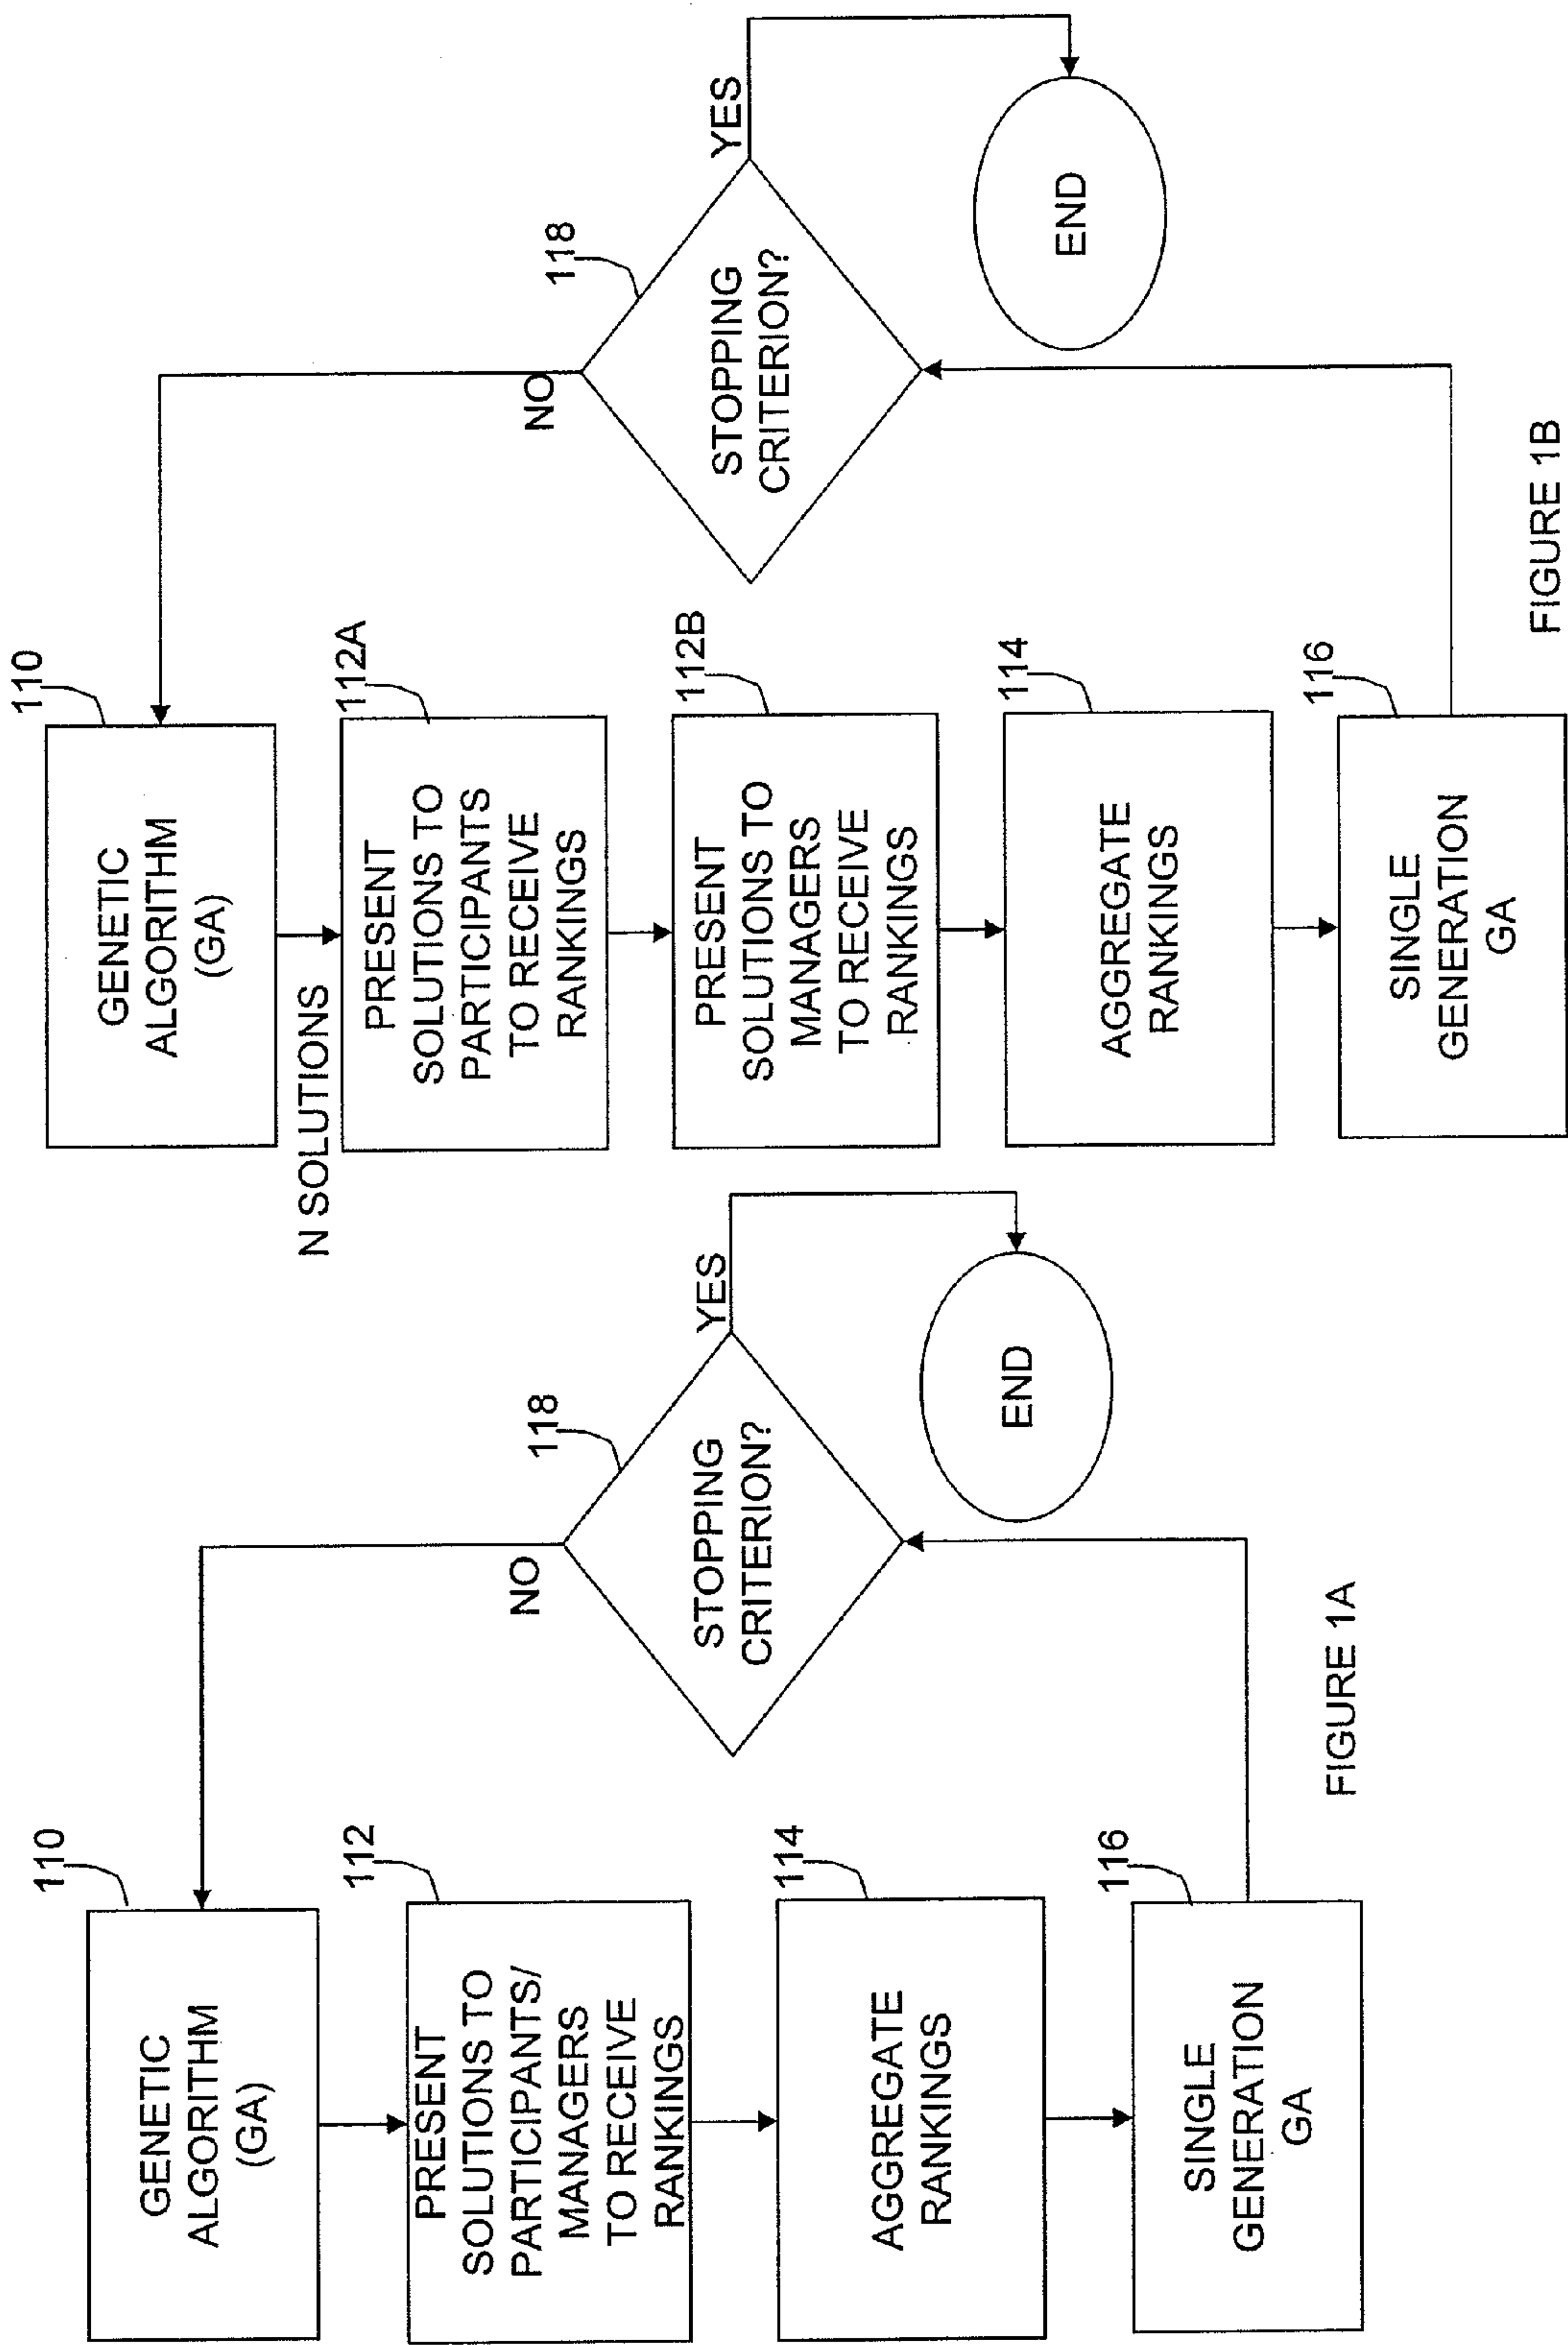 110
GENETIC
ALGORITHM
(GA)
112
PRESENT
SOLUTIONS TO
PARTICIPANTS/
MANAGERS
TO RECEIVE
RANKINGS
114
AGGREGATE
RANKINGS
116
SINGLE
GENERATION
GA
118
STOPPING
CRITERION?
NO
YES
END
FIGURE 1A
110
GENETIC
ALGORITHM
(GA)
N SOLUTIONS
112A
PRESENT
SOLUTIONS TO
PARTICIPANTS
TO RECEIVE
RANKINGS
112B
PRESENT
SOLUTIONS TO
MANAGERS
TO RECEIVE
RANKINGS
114
AGGREGATE
RANKINGS
116
SINGLE
GENERATION
GA
118
STOPPING
CRITERION?
NO
YES
END
FIGURE 1B